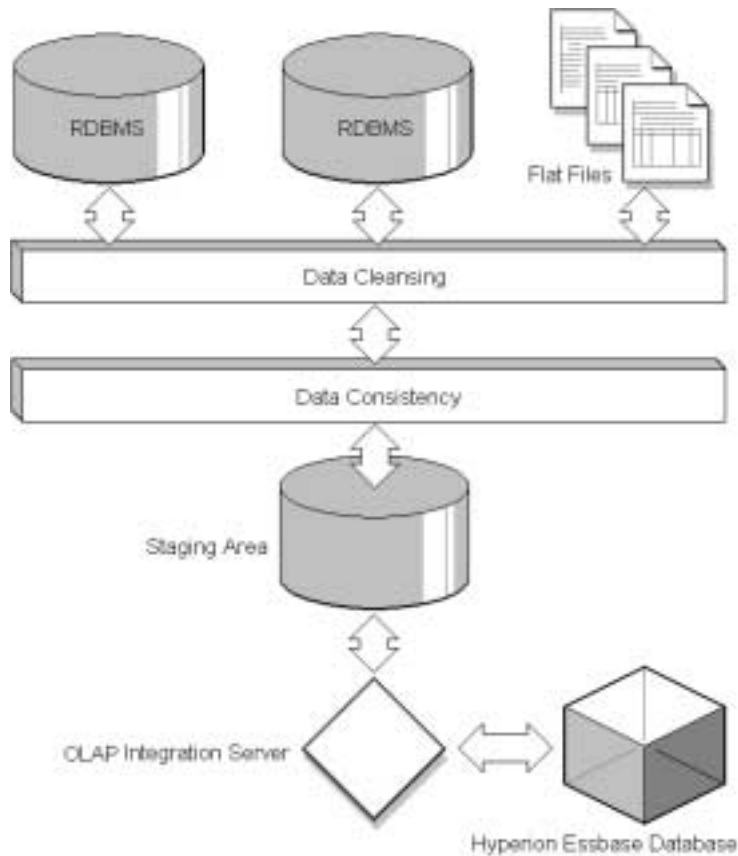 RDBMS
RDBMS
Flat Files
Data Cleansing
Data Consistency
Staging Area
OLAP Integration Server
Hyperion Essbase Database